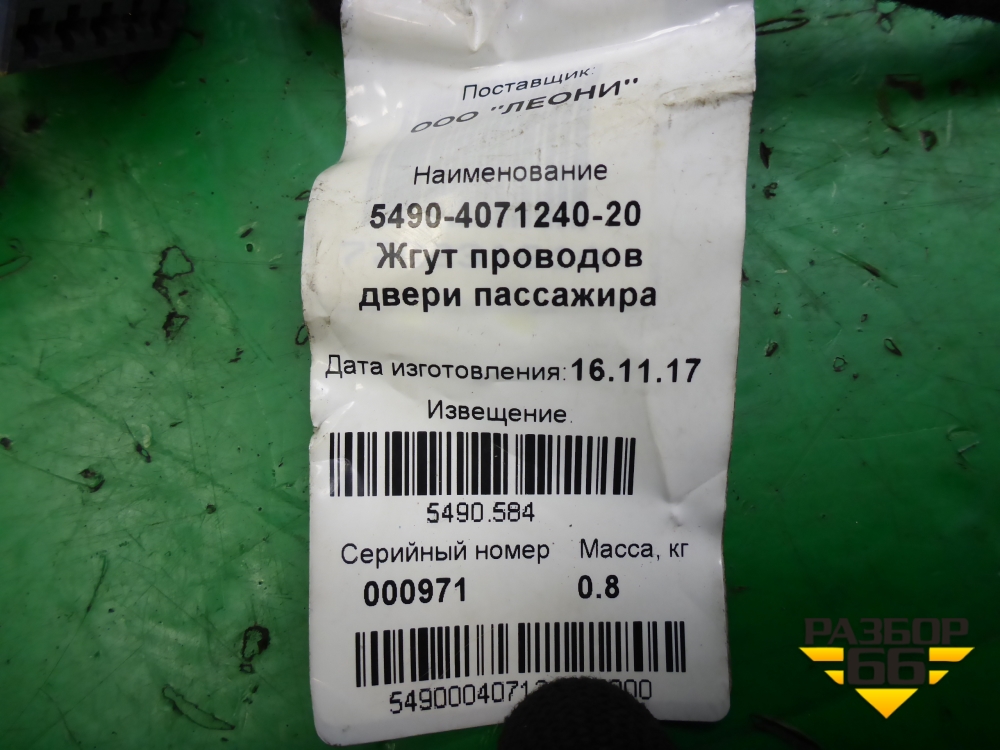 Поставщик:
ООО "ЛЕОНИ"
Наименование
5490-4071240-20
Жгут проводов
двери пассажира
Дата изготовления: 16.11.17
Извещение
5490.584
Серийный номер Масса, кг
000971 0.8
РАЗБОР
66